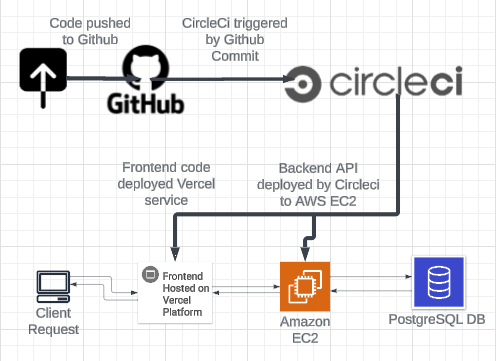 Code pushed
to Github
CircleCi triggered
by Github
Commit
GitHub
circleci
Frontend code
deployed Vercel
service
Backend API
deployed by Circleci
to AWS EC2
Frontend
Hosted on
Vercel
Platform
Client
Request
Amazon
EC2
PostgreSQL DB